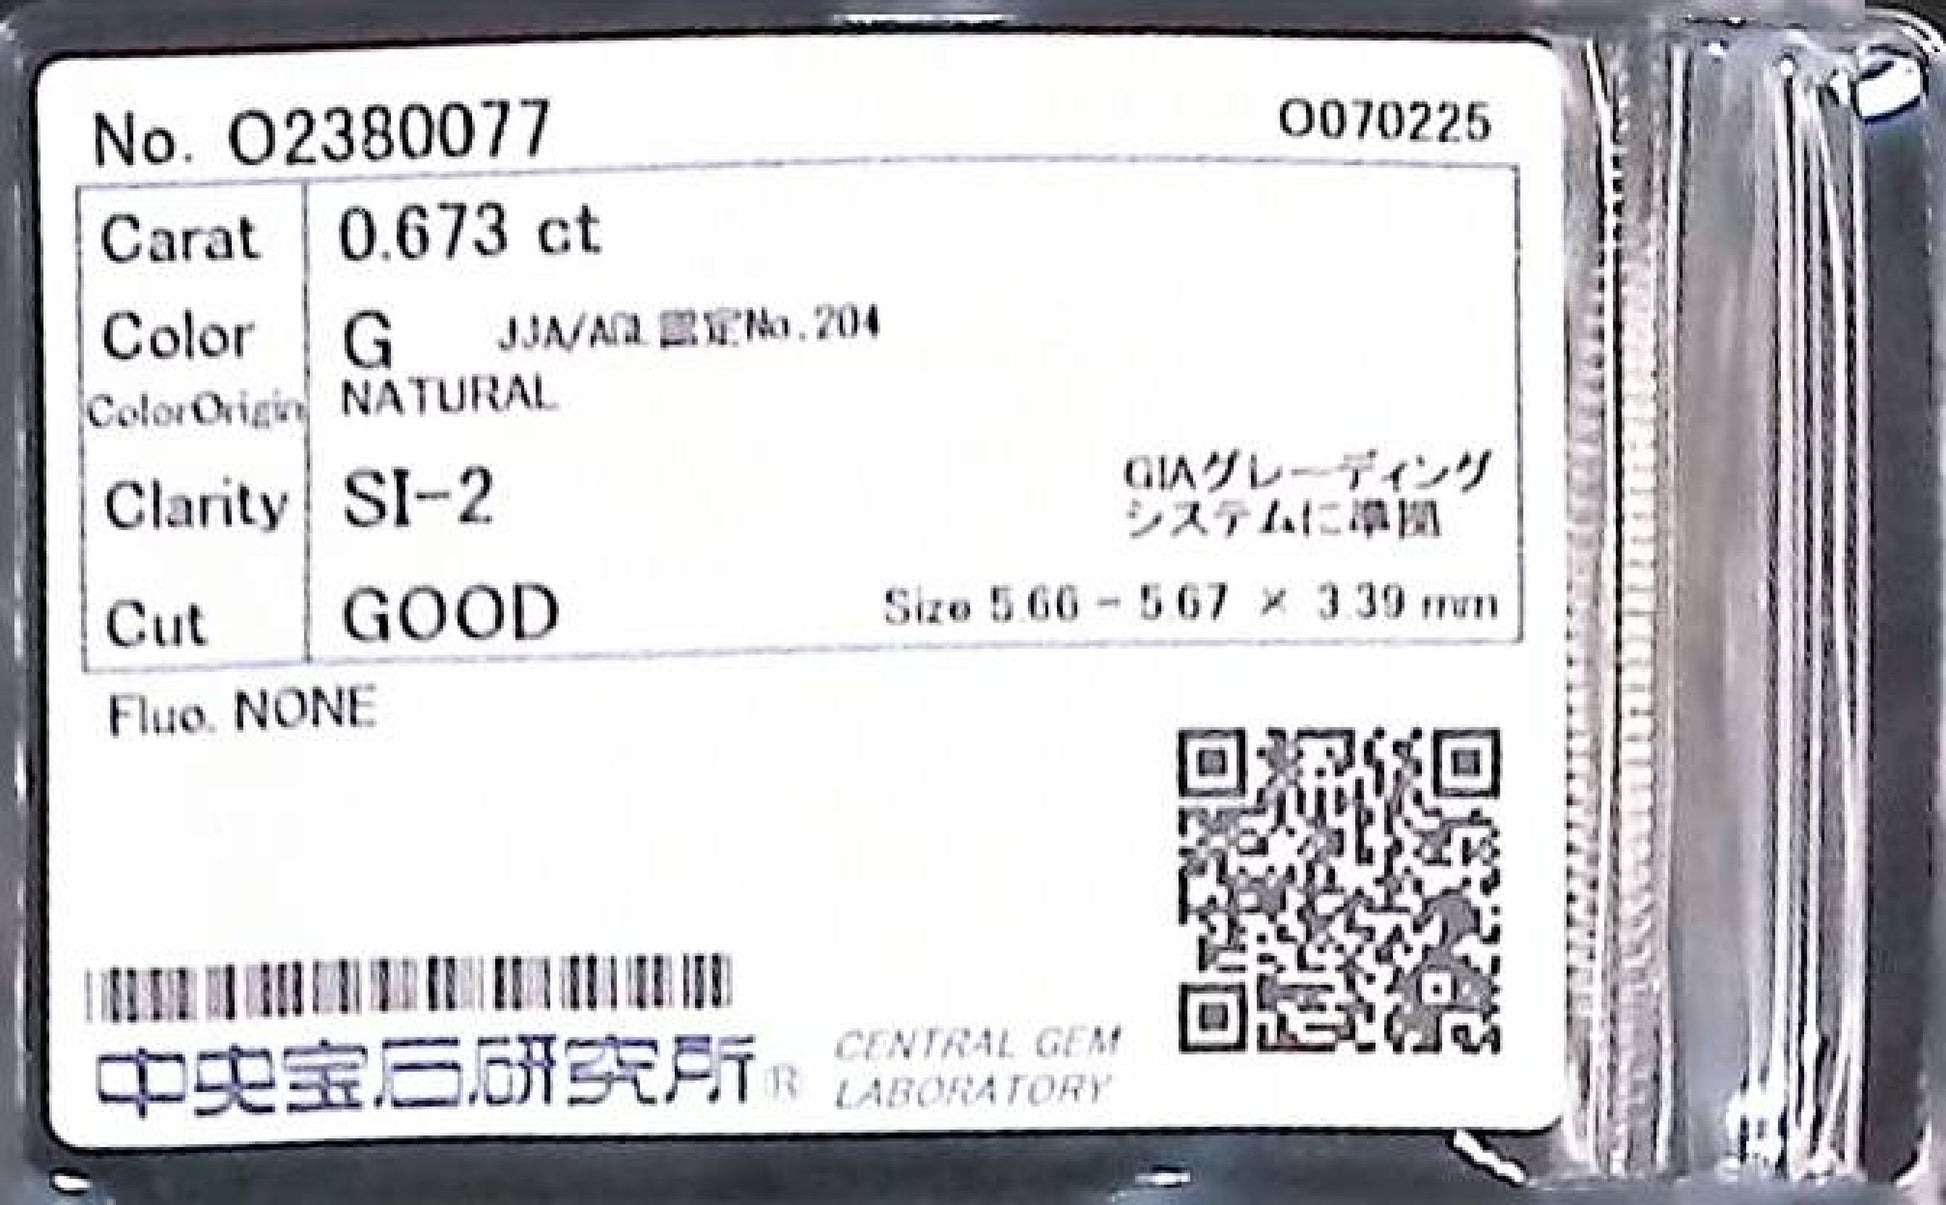 No. O2380077
O070225
Carat 0.673 ct
Color G JJA/AGL 認定No.204
ColorOrigin NATURAL
Clarity SI-2
GIAグレーディング
システムに準拠
Cut GOOD
Size 5.66 - 5.67 × 3.39 mm
Fluo. NONE
中央宝石研究所®
CENTRAL GEM
LABORATORY